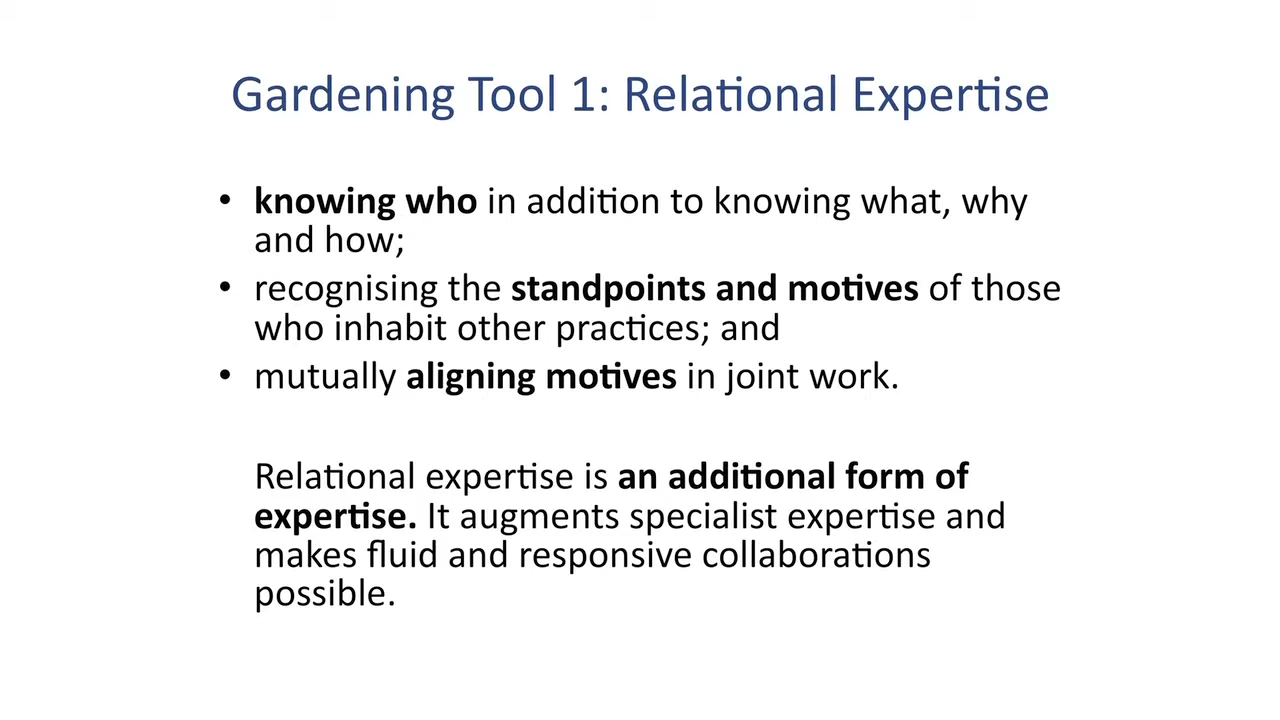 Gardening Tool 1: Relational Expertise
• knowing who in addition to knowing what, why
and how;
• recognising the standpoints and motives of those
who inhabit other practices; and
• mutually aligning motives in joint work.
Relational expertise is an additional form of
expertise. It augments specialist expertise and
makes fluid and responsive collaborations
possible.